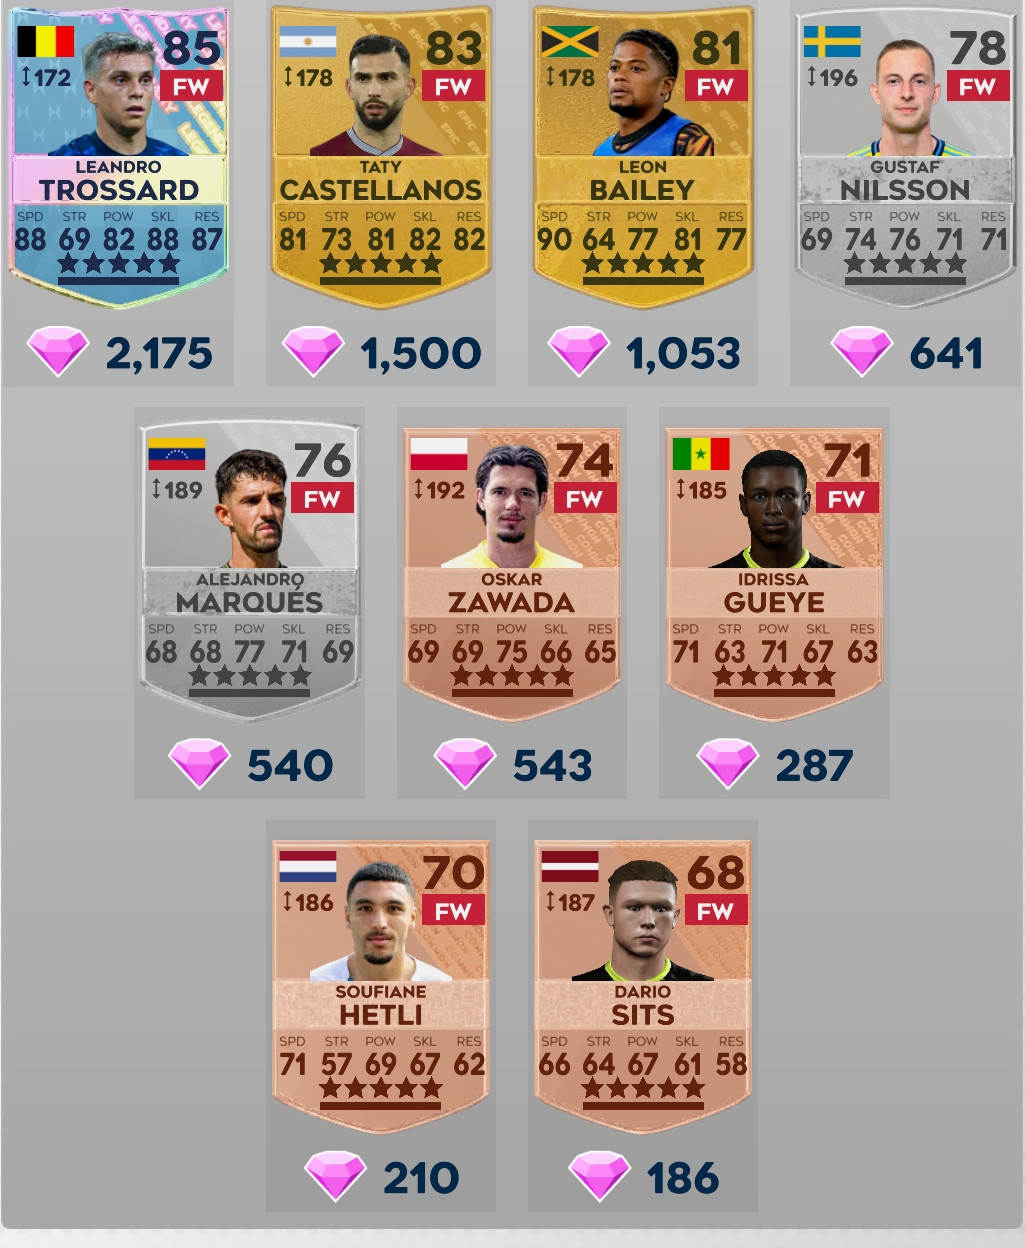 85
172
FW
LEANDRO
TROSSARD
SPD STR POW SKL RES
88 69 82 88 87
2,175
83
178
FW
TATY
CASTELLANOS
SPD STR POW SKL RES
81 73 81 82 82
1,500
81
178
FW
LEON
BAILEY
SPD STR POW SKL RES
90 64 77 81 77
1,053
78
196
FW
GUSTAF
NILSSON
SPD STR POW SKL RES
69 74 76 71 71
641
76
189
FW
ALEJANDRO
MARQUÉS
SPD STR POW SKL RES
68 68 77 71 69
540
74
192
FW
OSKAR
ZAWADA
SPD STR POW SKL RES
69 69 75 66 65
543
71
185
FW
IDRISSA
GUEYE
SPD STR POW SKL RES
71 63 71 67 63
287
70
186
FW
SOUFIANE
HETLI
SPD STR POW SKL RES
71 57 69 67 62
210
68
187
FW
DARIO
SITS
SPD STR POW SKL RES
66 64 67 61 58
186